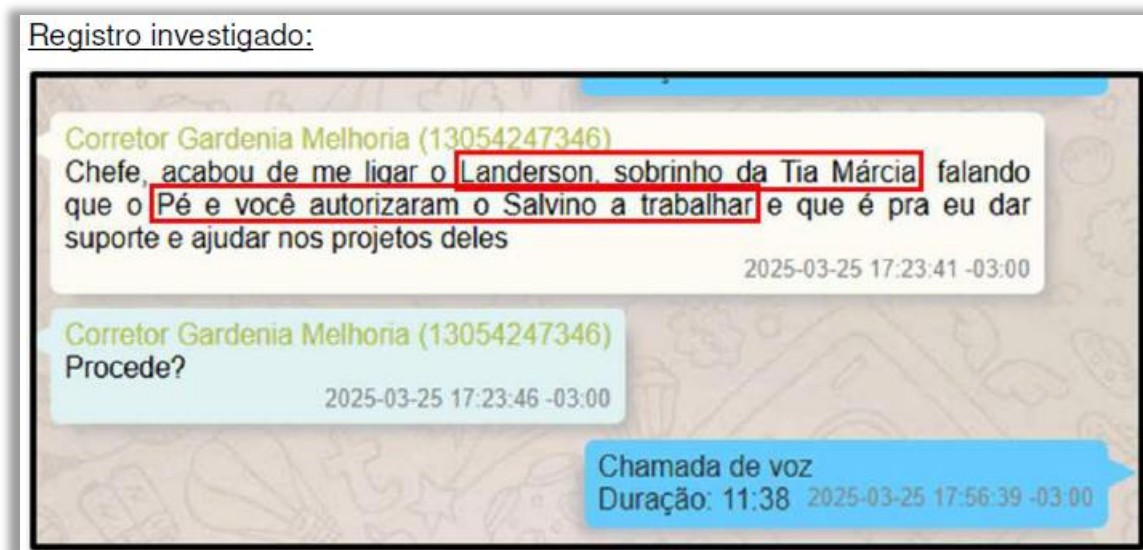 Registro investigado:
Corretor Gardenia Melhoria (13054247346)
Chefe, acabou de me ligar o Landerson, sobrinho da Tia Márcia falando
que o Pé e você autorizaram o Salvino a trabalhar e que é pra eu dar
suporte e ajudar nos projetos deles
2025-03-25 17:23:41 -03:00
Corretor Gardenia Melhoria (13054247346)
Procede?
2025-03-25 17:23:46 -03:00
Chamada de voz
Duração: 11:38 2025-03-25 17:56:39 -03:00